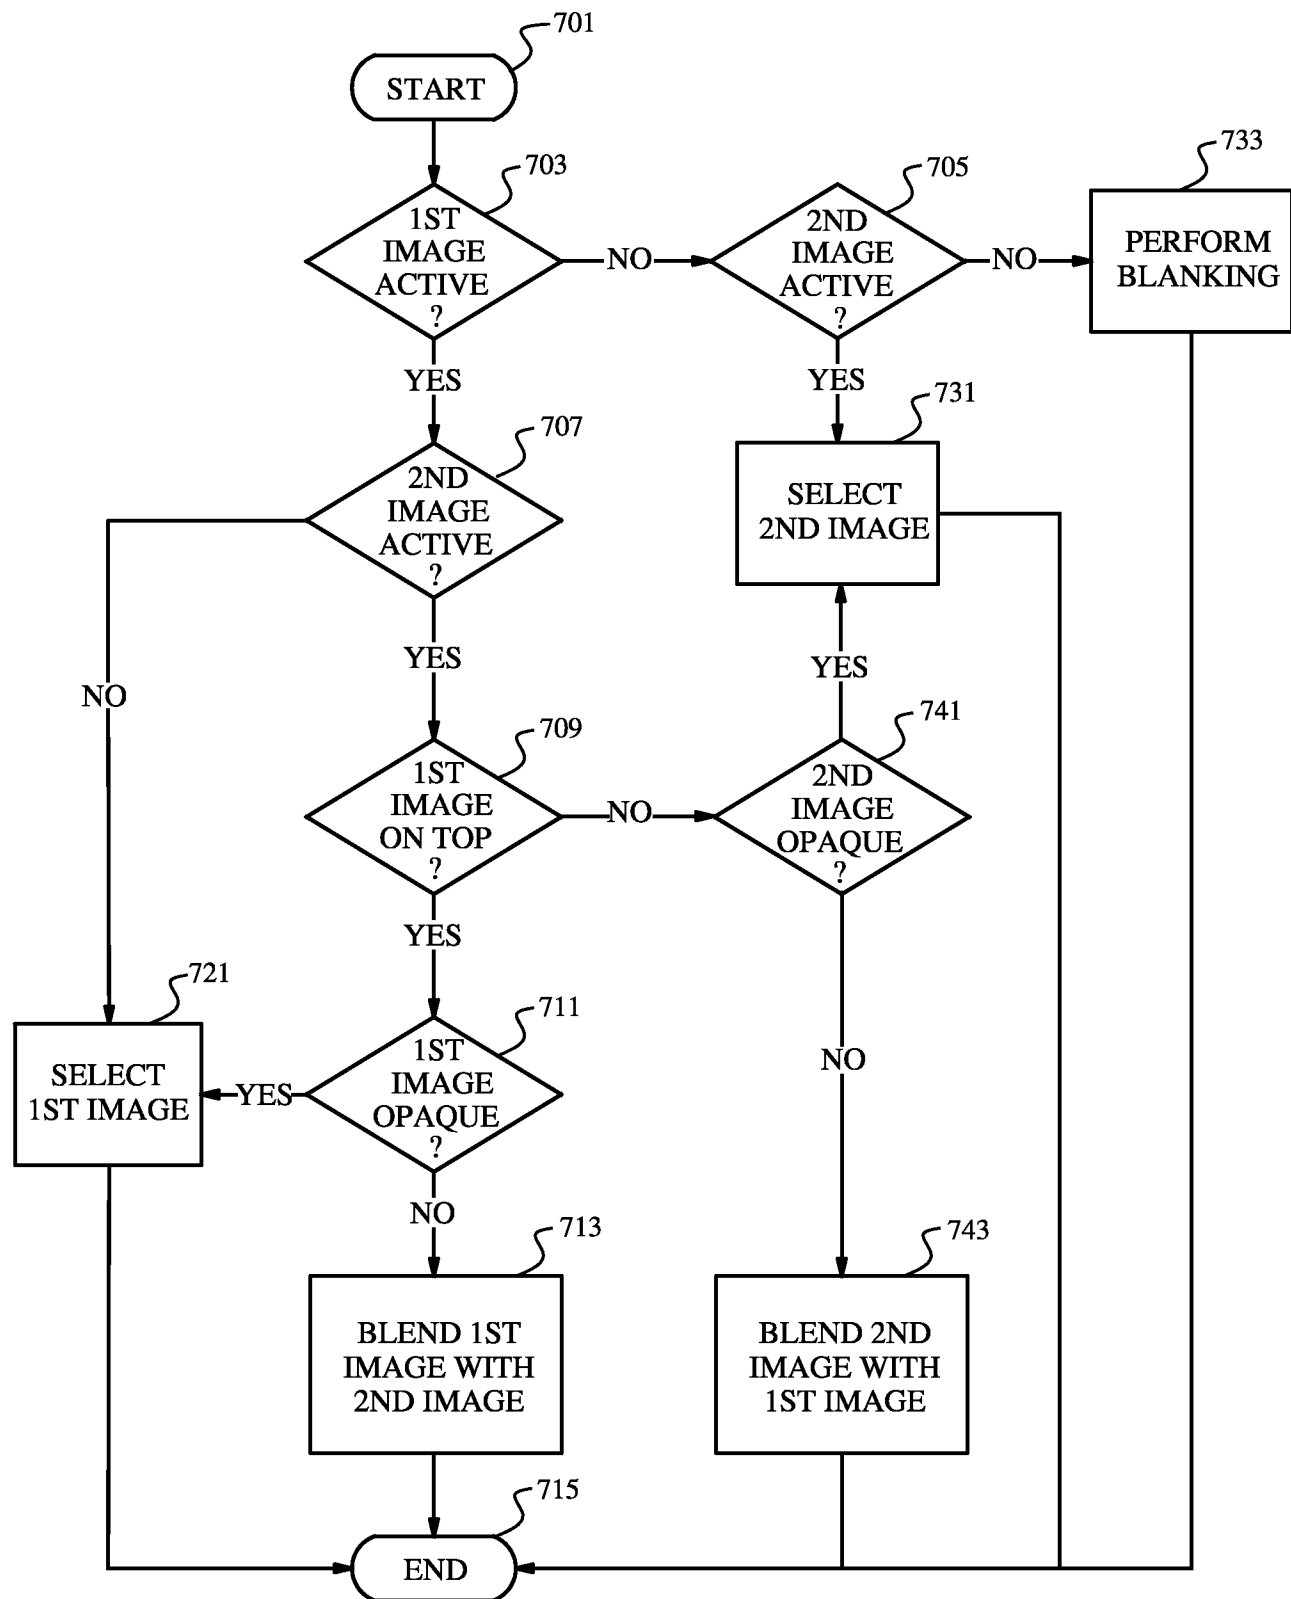 701
START
703
1ST
IMAGE
ACTIVE
?
NO
705
2ND
IMAGE
ACTIVE
?
NO
733
PERFORM
BLANKING
YES
YES
707
2ND
IMAGE
ACTIVE
?
731
SELECT
2ND IMAGE
NO
YES
YES
709
1ST
IMAGE
ON TOP
?
NO
741
2ND
IMAGE
OPAQUE
?
YES
721
SELECT
1ST IMAGE
YES
711
1ST
IMAGE
OPAQUE
?
NO
NO
713
BLEND 1ST
IMAGE WITH
2ND IMAGE
743
BLEND 2ND
IMAGE WITH
1ST IMAGE
715
END